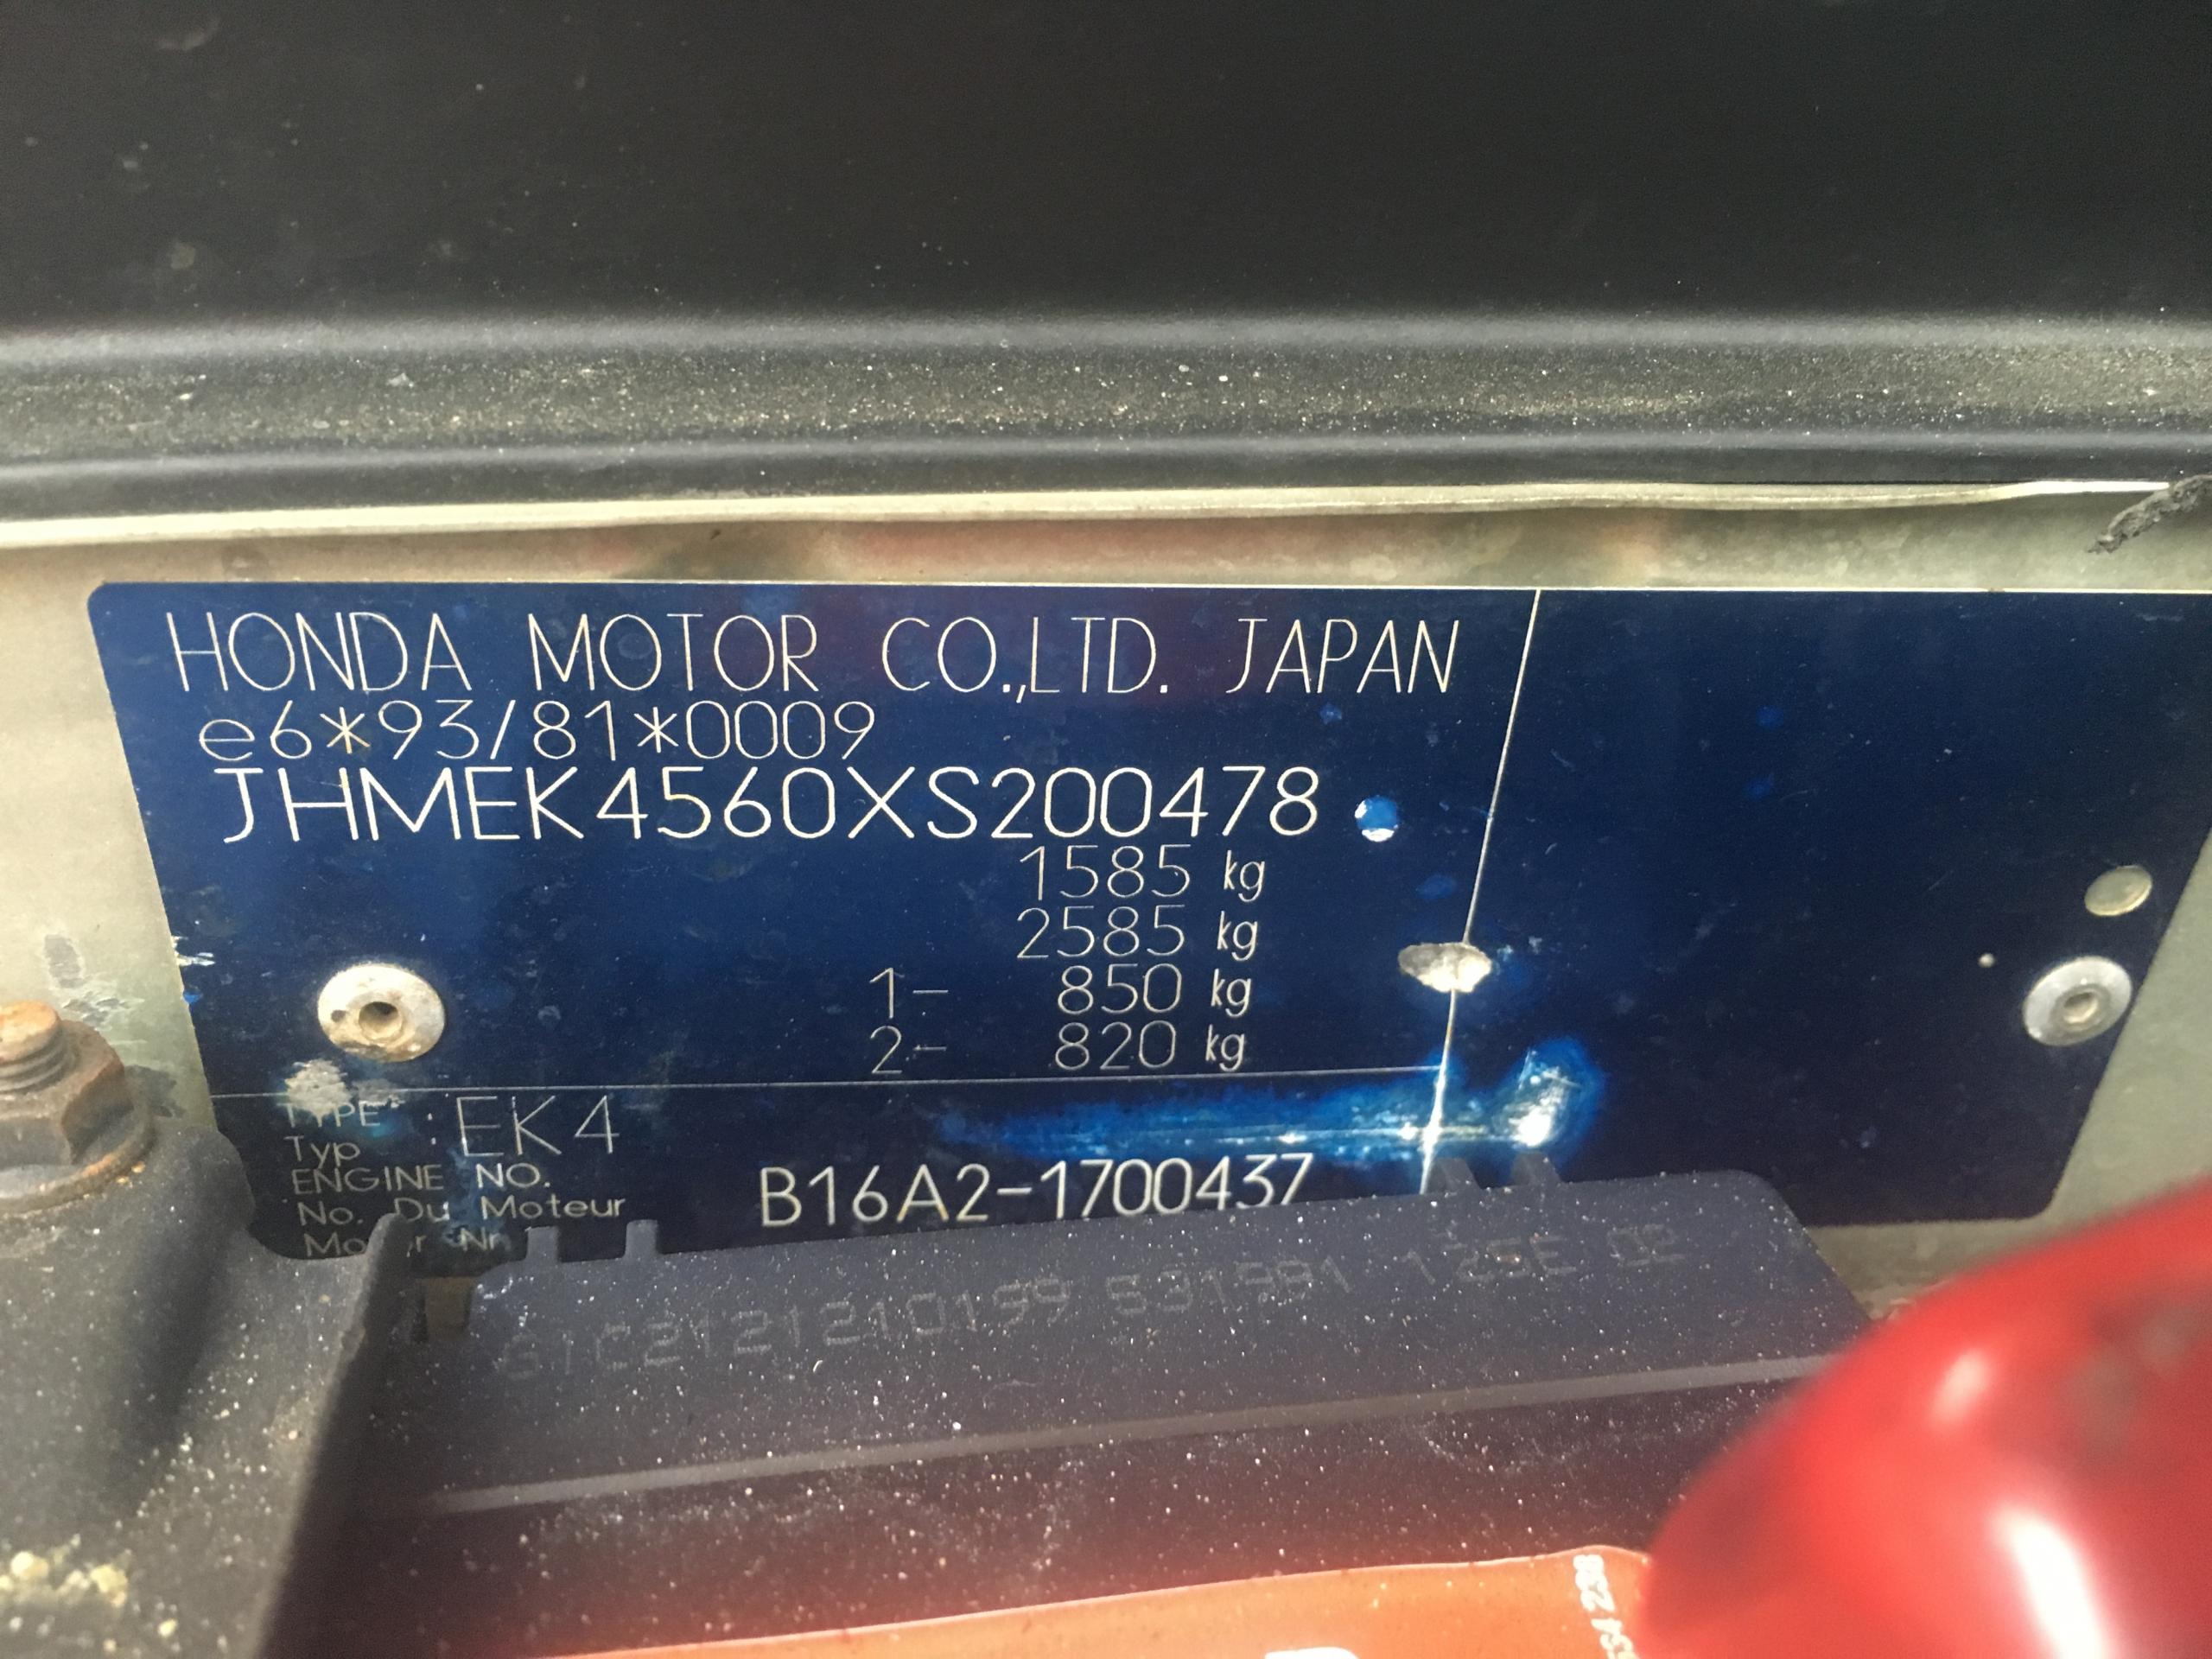 HONDA MOTOR CO.,LTD. JAPAN
e6*93/81*0009
JHMEK4560XS200478
1585 kg
2585 kg
1- 850 kg
2- 820 kg
TYPE
Typ : EK4
ENGINE NO.
No. Du Moteur B16A2-1700437
Nr